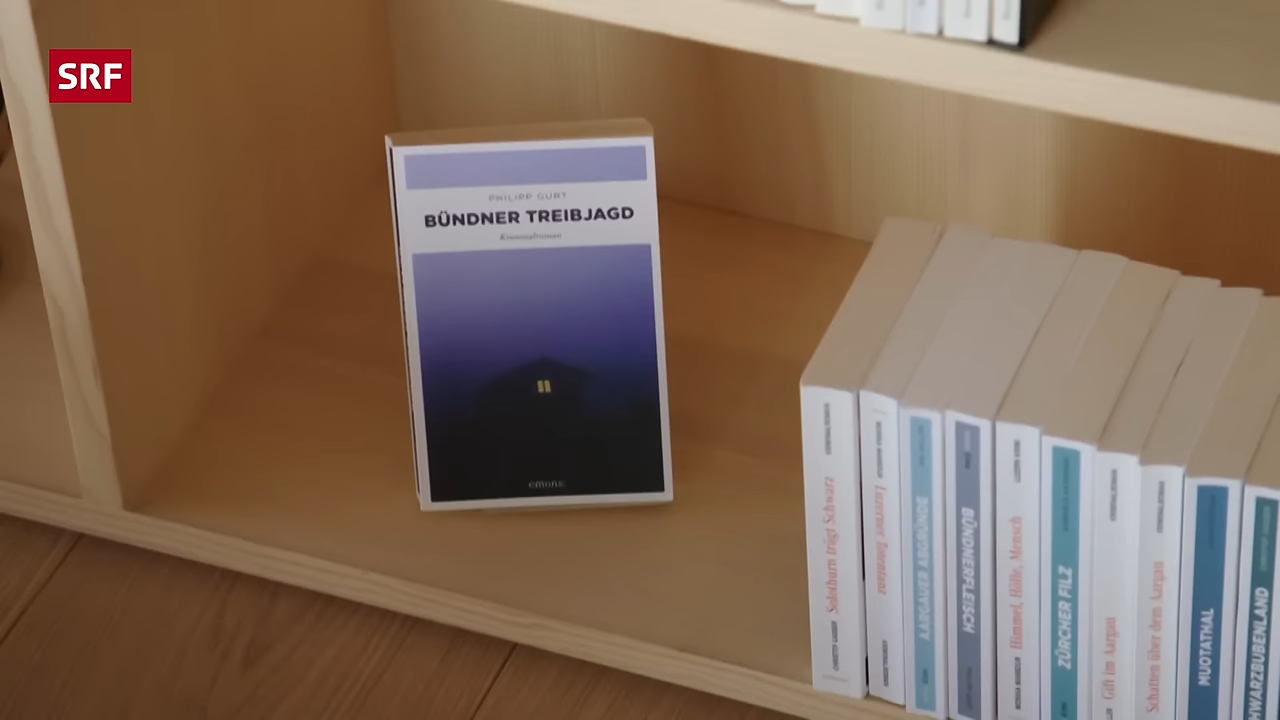 SRF
PHILIPP GURT
BÜNDNER TREIBJAGD
Kriminalroman
emons:
Solothurn trägt Schwarz
Luzerner Totentanz
AARGAUER ABGRÜNDE
BÜNDNERFLEISCH
Himmel, Hölle, Mensch
ZÜRCHER FILZ
Gift im Aargau
Schatten über dem Aargau
MUOTATHAL
HWARZBUBENLAND